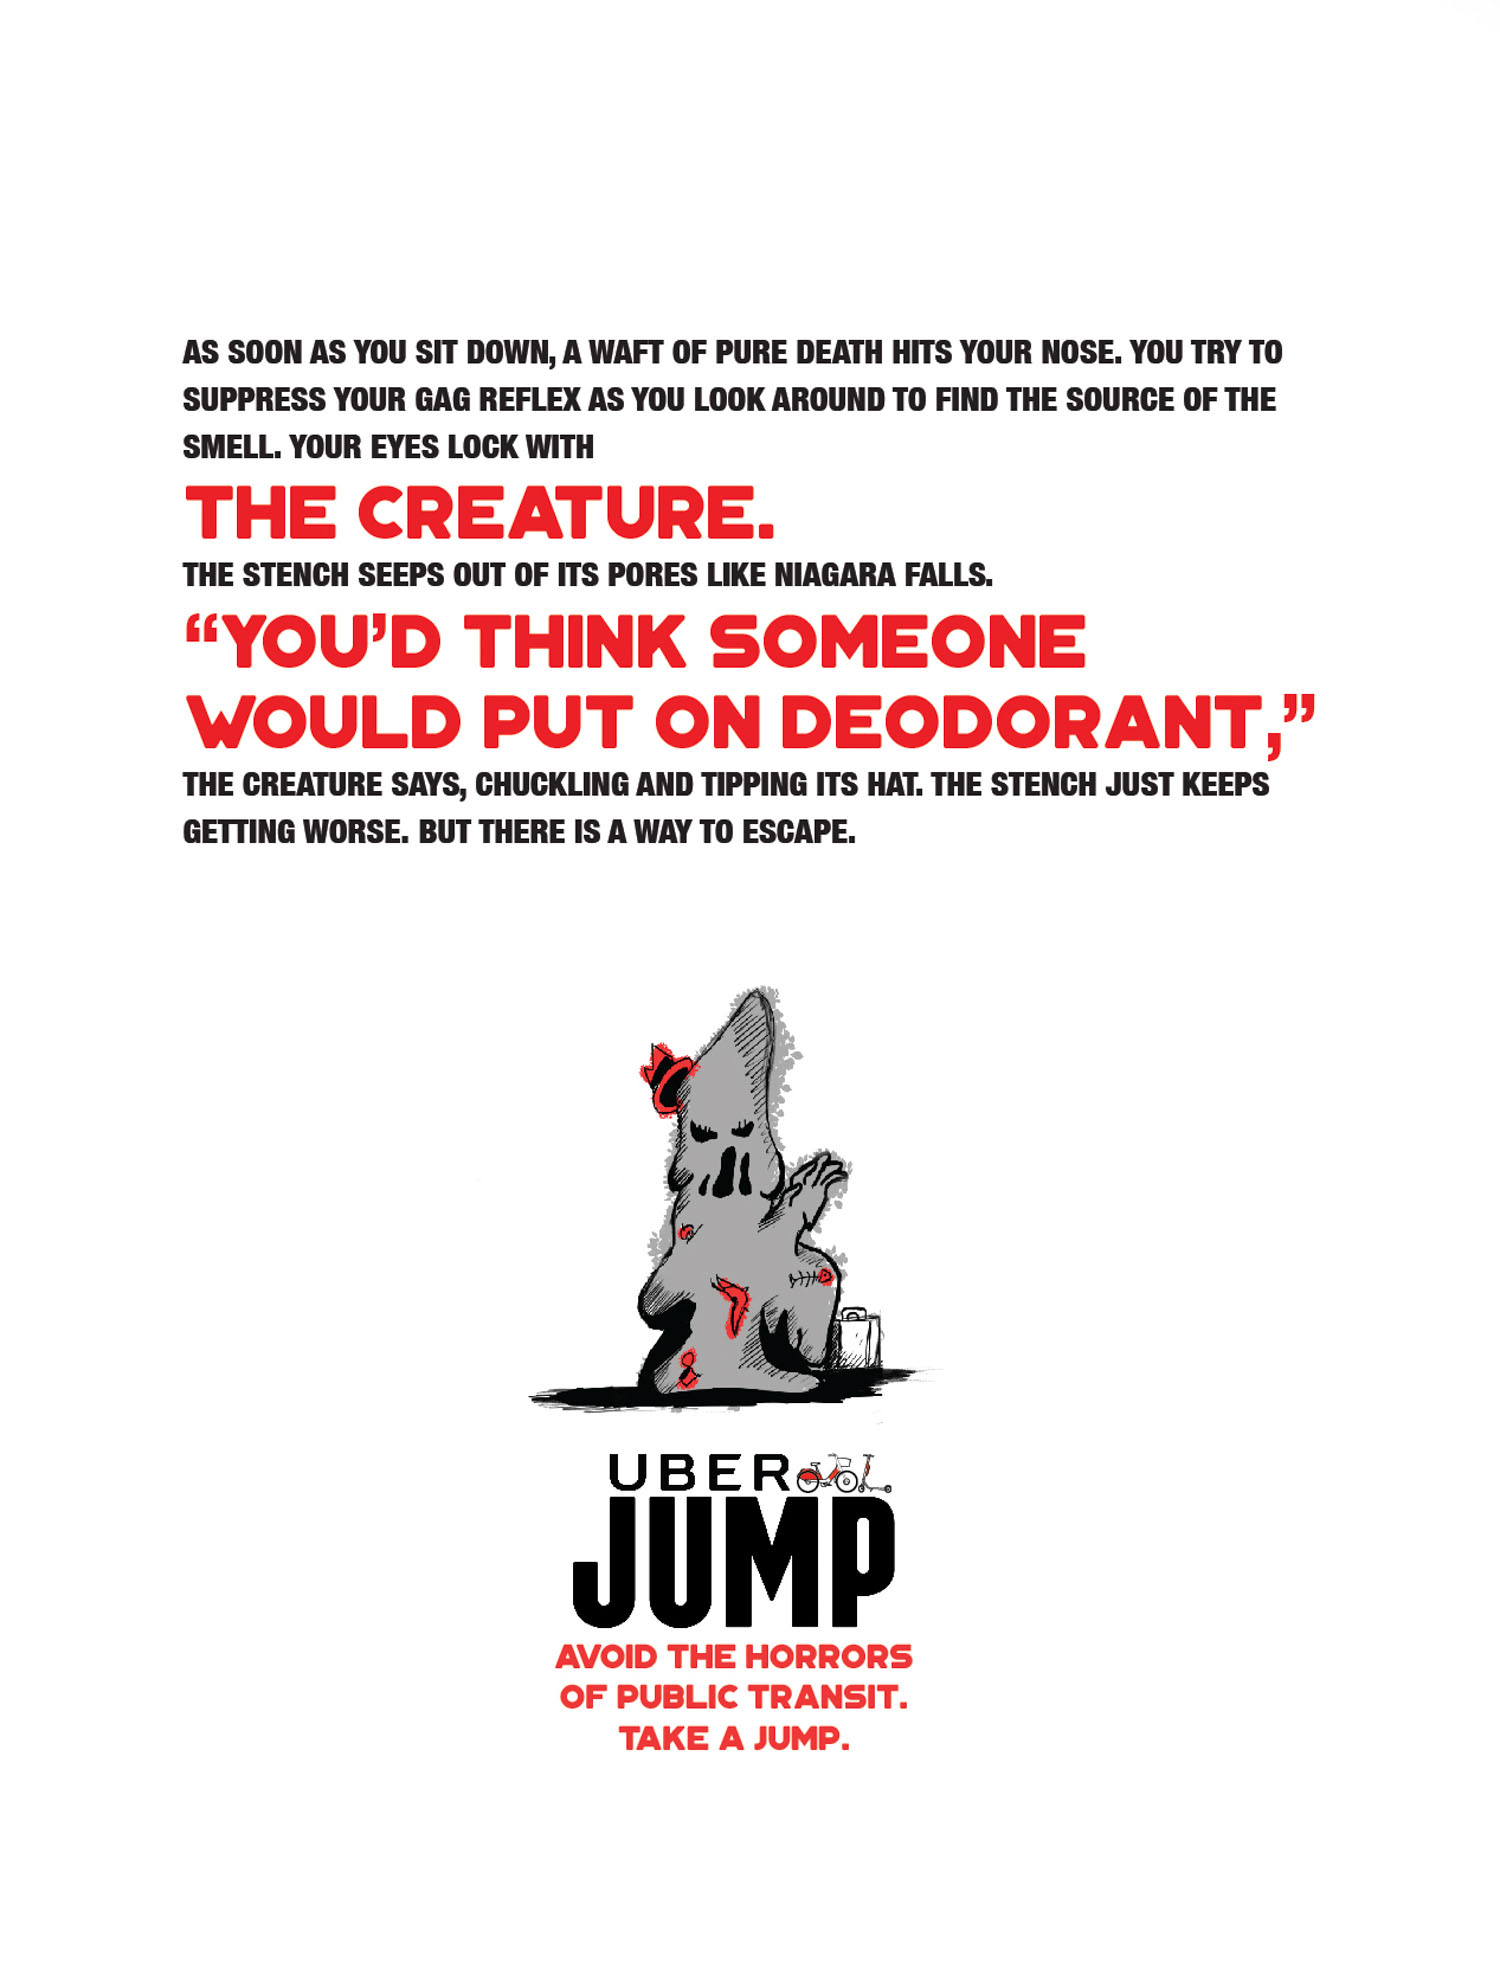 AS SOON AS YOU SIT DOWN, A WAFT OF PURE DEATH HITS YOUR NOSE. YOU TRY TO
SUPPRESS YOUR GAG REFLEX AS YOU LOOK AROUND TO FIND THE SOURCE OF THE
SMELL. YOUR EYES LOCK WITH
THE CREATURE.
THE STENCH SEEPS OUT OF ITS PORES LIKE NIAGARA FALLS.
“YOU’D THINK SOMEONE
WOULD PUT ON DEODORANT,”
THE CREATURE SAYS, CHUCKLING AND TIPPING ITS HAT. THE STENCH JUST KEEPS
GETTING WORSE. BUT THERE IS A WAY TO ESCAPE.
UBER
JUMP
AVOID THE HORRORS
OF PUBLIC TRANSIT.
TAKE A JUMP.